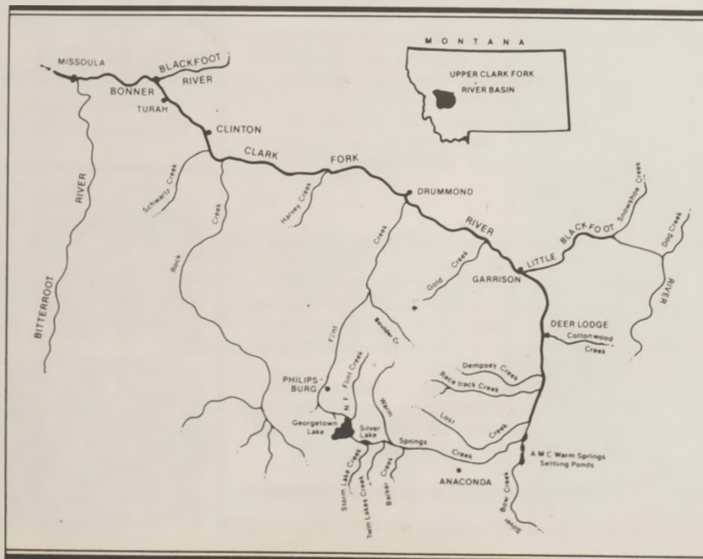 MONTANA
UPPER CLARK FORK
RIVER BASIN
MISSOULA
BLACKFOOT
RIVER
BONNER
TURAH
CLINTON
CLARK FORK RIVER
Schwartz Creek
Harvey Creek
DRUMMOND
BITTERROOT RIVER
Rock Creek
Flint Creek
Gold Creek
Boulder Cr
GARRISON
LITTLE BLACKFOOT RIVER
Snowshoe Creek
Dog Creek
DEER LODGE
Cottonwood
Creek
Dempsey Creek
Race track Creek
Lost Creek
PHILIPS-
BURG
N F Flint Creek
Georgetown
Lake
Silver
Lake
Warm Springs Creek
Storm Lake Creek
Twin Lakes Creek
Barker Creek
ANACONDA
A M C Warm Springs
Settling Ponds
Silver Bow Creek